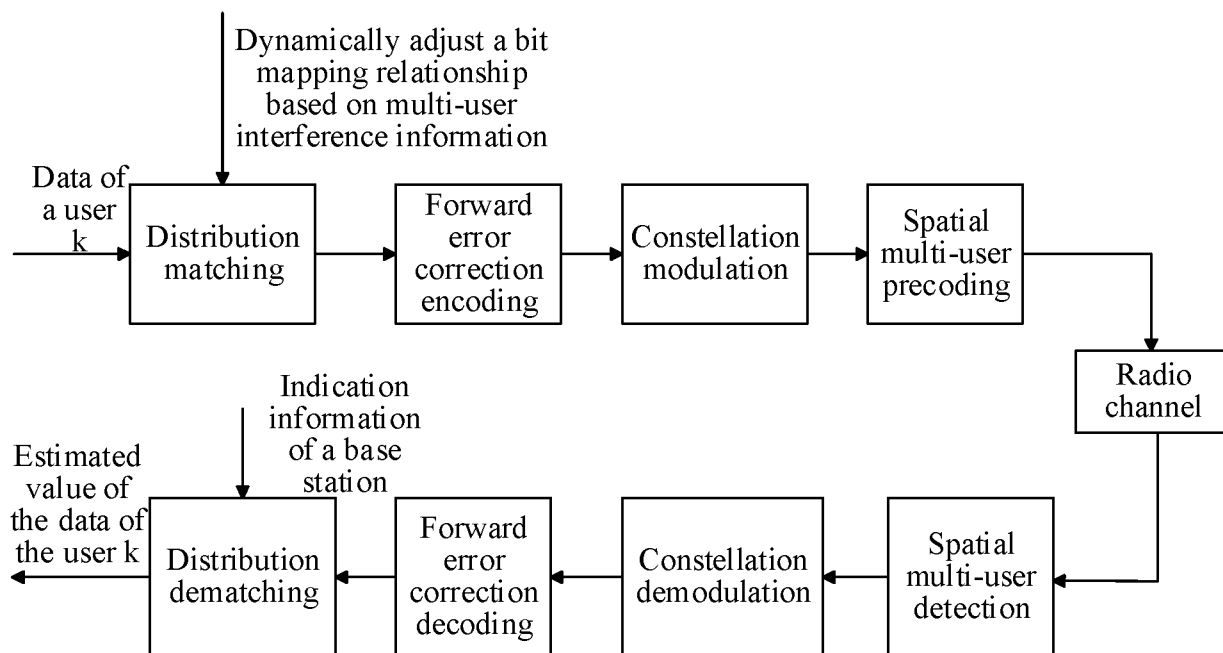 Dynamically adjust a bit
mapping relationship
based on multi-user
interference information
Data of
a user
k
Distribution
matching
Forward
error
correction
encoding
Constellation
modulation
Spatial
multi-user
precoding
Radio
channel
Indication
information
of a base
station
Estimated
value of
the data of
the user k
Distribution
dematching
Forward
error
correction
decoding
Constellation
demodulation
Spatial
multi-user
detection